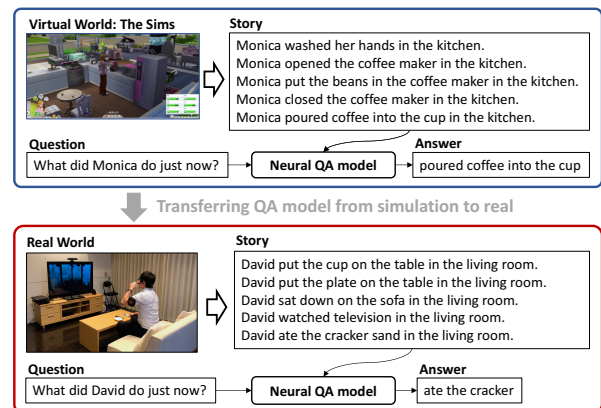 Virtual World: The Sims
Story
Monica washed her hands in the kitchen.
Monica opened the coffee maker in the kitchen.
Monica put the beans in the coffee maker in the kitchen.
Monica closed the coffee maker in the kitchen.
Monica poured coffee into the cup in the kitchen.
Question
Answer
What did Monica do just now?
Neural QA model
poured coffee into the cup
Transferring QA model from simulation to real
Real World
Story
David put the cup on the table in the living room.
David put the plate on the table in the living room.
David sat down on the sofa in the living room.
David watched television in the living room.
David ate the cracker sand in the living room.
Question
Answer
What did David do just now?
Neural QA model
ate the cracker